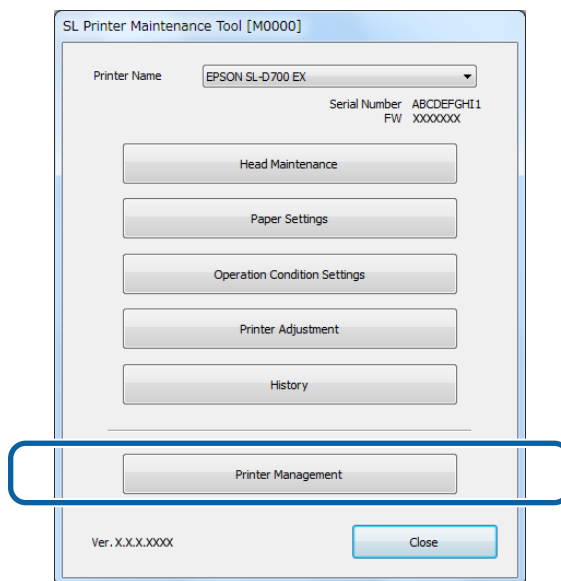 SL Printer Maintenance Tool [M0000]
Printer Name EPSON SL-D700 EX
Serial Number ABCDEFGHI1
FW XXXXXXX
Head Maintenance
Paper Settings
Operation Condition Settings
Printer Adjustment
History
Printer Management
Ver. X.X.X.XXXX Close